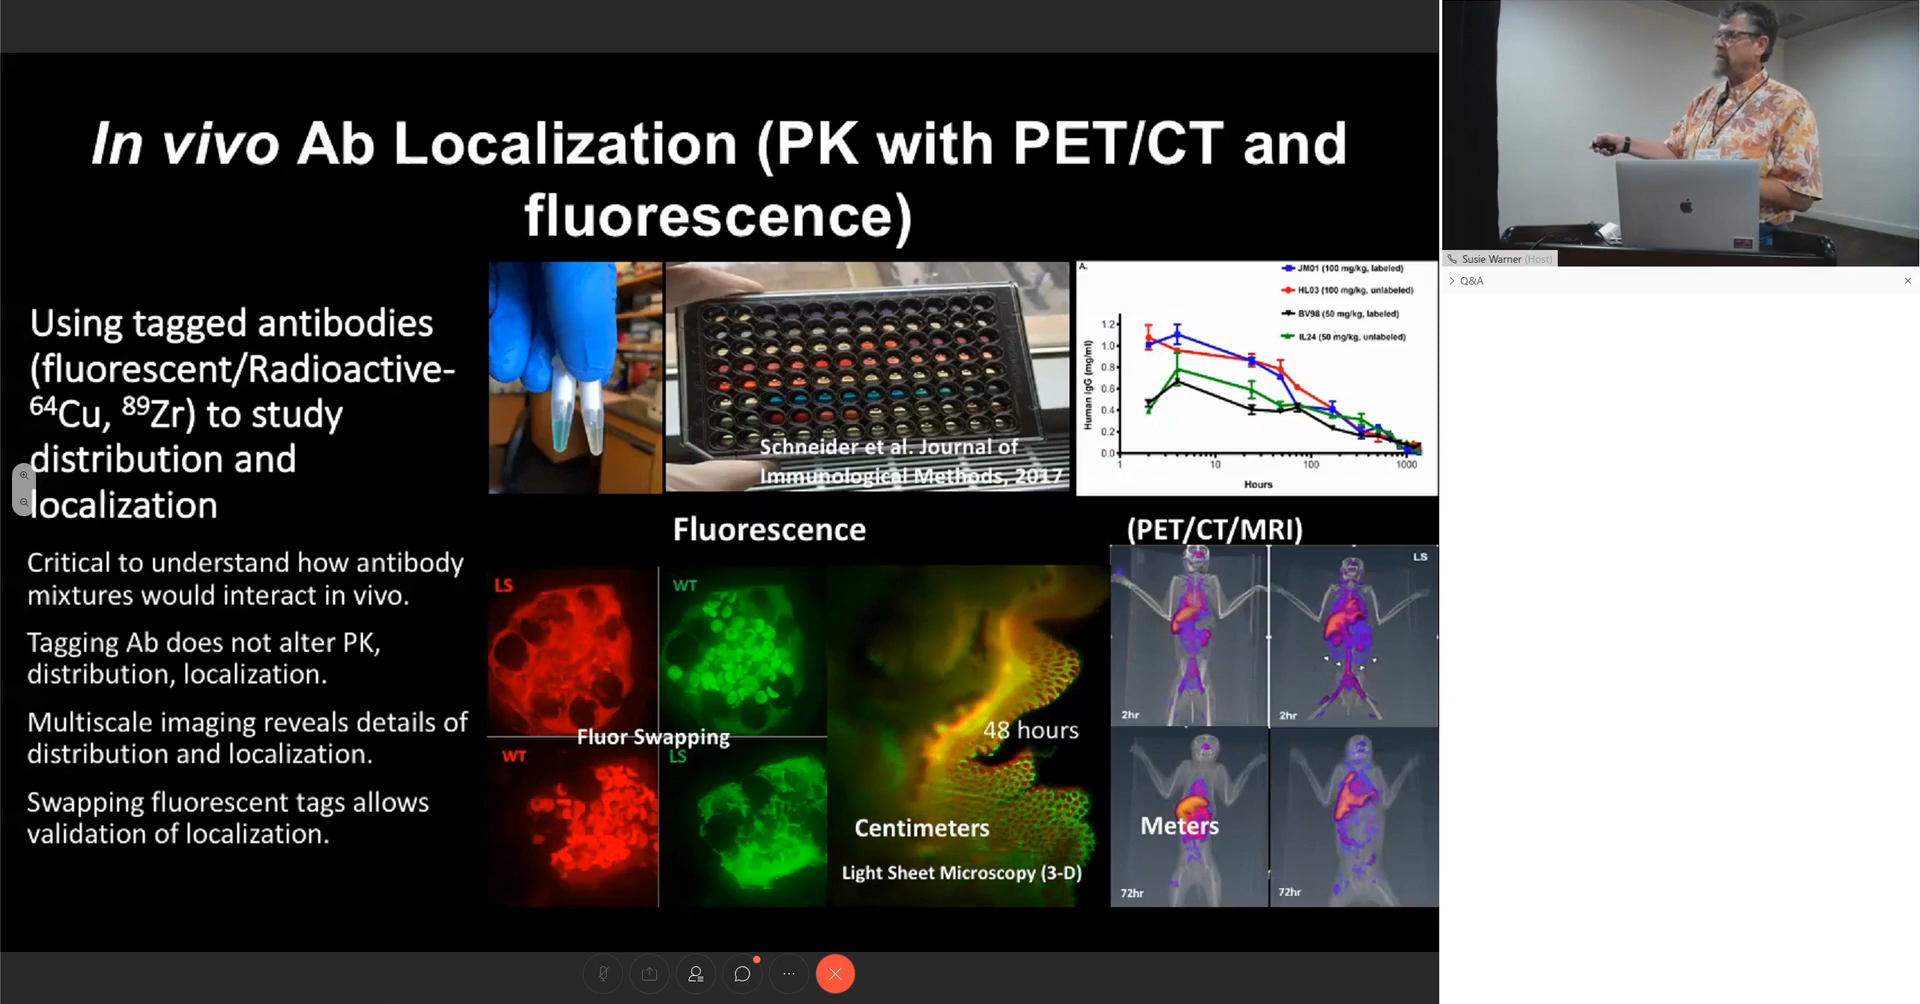 In vivo Ab Localization (PK with PET/CT and
fluorescence)
Using tagged antibodies
(fluorescent/Radioactive-
⁶⁴Cu, ⁸⁹Zr) to study
distribution and
localization
Critical to understand how antibody
mixtures would interact in vivo.
Tagging Ab does not alter PK,
distribution, localization.
Multiscale imaging reveals details of
distribution and localization.
Swapping fluorescent tags allows
validation of localization.
Schneider et al. Journal of
Immunological Methods, 2017
A.
JM01 (100 mg/kg, labeled)
HL03 (100 mg/kg, unlabeled)
BV98 (50 mg/kg, labeled)
IL24 (50 mg/kg, unlabeled)
Human IgG (mg/ml)
1.2
1.0
0.8
0.6
0.4
0.2
0.0
1
10
100
1000
Hours
Fluorescence
(PET/CT/MRI)
LS
WT
Fluor Swapping
WT
LS
48 hours
Centimeters
Light Sheet Microscopy (3-D)
LS
2hr
2hr
Meters
72hr
72hr
Susie Warner (Host)
Q&A